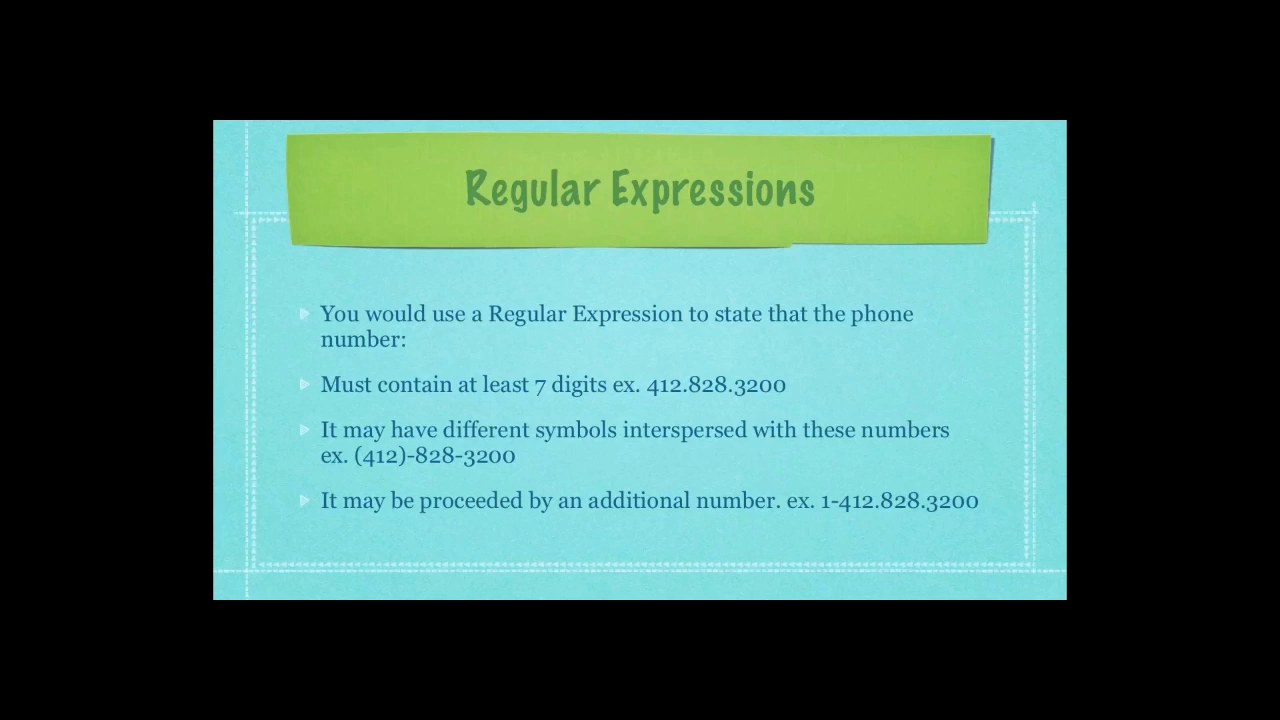 Regular Expressions
You would use a Regular Expression to state that the phone
number:
Must contain at least 7 digits ex. 412.828.3200
It may have different symbols interspersed with these numbers
ex. (412)-828-3200
It may be proceeded by an additional number. ex. 1-412.828.3200